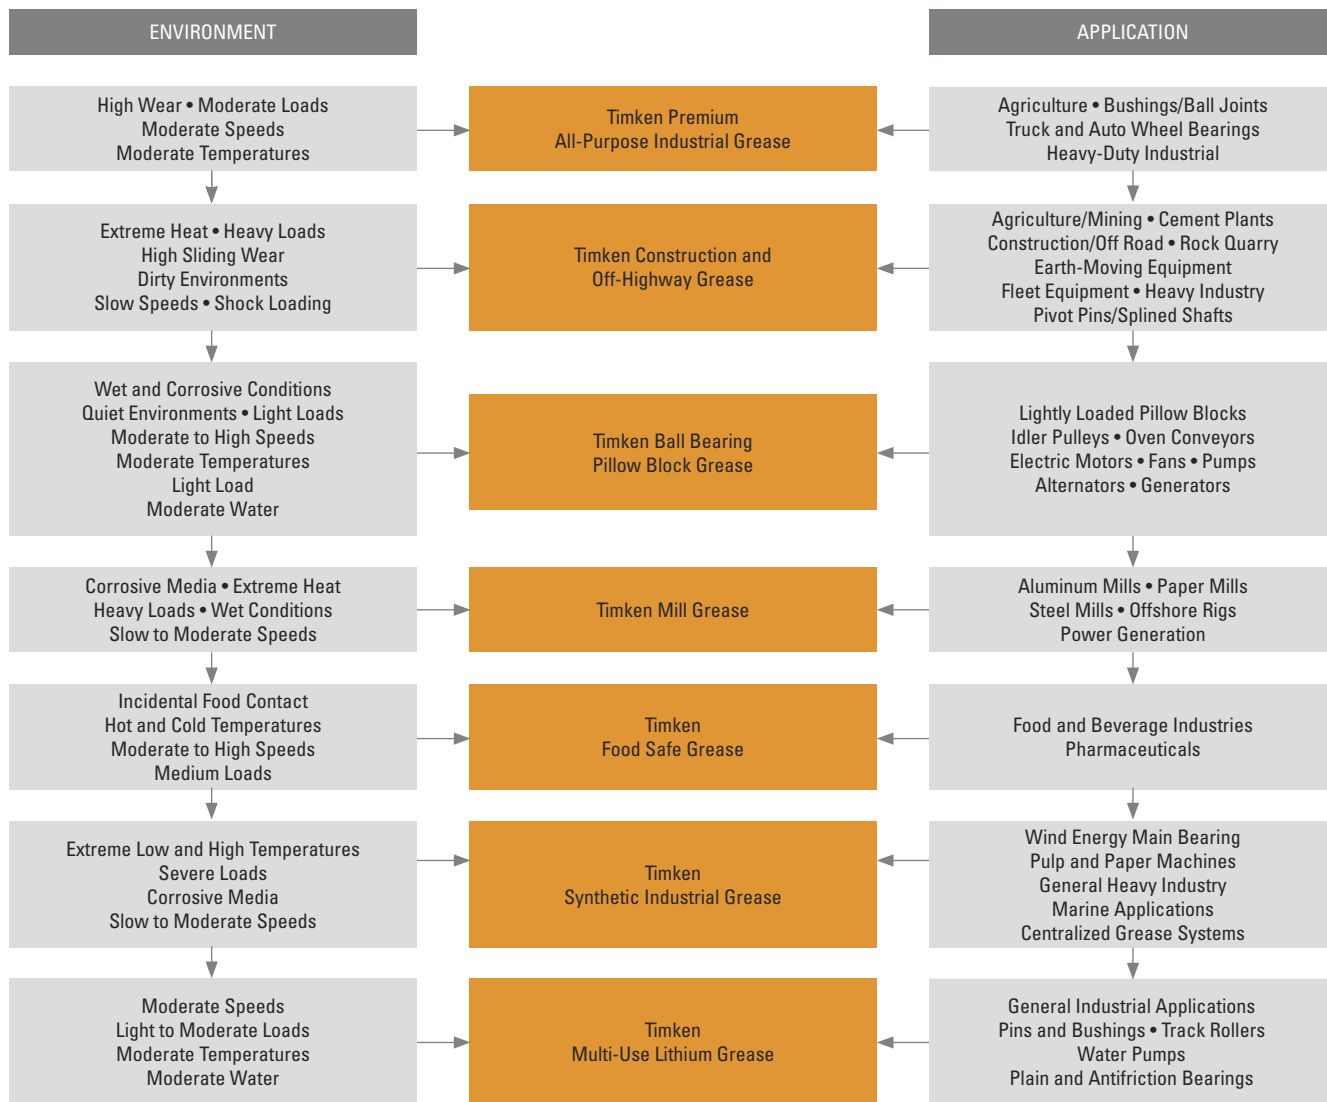 ENVIRONMENT
APPLICATION
High Wear • Moderate Loads
Moderate Speeds
Moderate Temperatures
Timken Premium
All-Purpose Industrial Grease
Agriculture • Bushings/Ball Joints
Truck and Auto Wheel Bearings
Heavy-Duty Industrial
Extreme Heat • Heavy Loads
High Sliding Wear
Dirty Environments
Slow Speeds • Shock Loading
Timken Construction and
Off-Highway Grease
Agriculture/Mining • Cement Plants
Construction/Off Road • Rock Quarry
Earth-Moving Equipment
Fleet Equipment • Heavy Industry
Pivot Pins/Splined Shafts
Wet and Corrosive Conditions
Quiet Environments • Light Loads
Moderate to High Speeds
Moderate Temperatures
Light Load
Moderate Water
Timken Ball Bearing
Pillow Block Grease
Lightly Loaded Pillow Blocks
Idler Pulleys • Oven Conveyors
Electric Motors • Fans • Pumps
Alternators • Generators
Corrosive Media • Extreme Heat
Heavy Loads • Wet Conditions
Slow to Moderate Speeds
Timken Mill Grease
Aluminum Mills • Paper Mills
Steel Mills • Offshore Rigs
Power Generation
Incidental Food Contact
Hot and Cold Temperatures
Moderate to High Speeds
Medium Loads
Timken
Food Safe Grease
Food and Beverage Industries
Pharmaceuticals
Extreme Low and High Temperatures
Severe Loads
Corrosive Media
Slow to Moderate Speeds
Timken
Synthetic Industrial Grease
Wind Energy Main Bearing
Pulp and Paper Machines
General Heavy Industry
Marine Applications
Centralized Grease Systems
Moderate Speeds
Light to Moderate Loads
Moderate Temperatures
Moderate Water
Timken
Multi-Use Lithium Grease
General Industrial Applications
Pins and Bushings • Track Rollers
Water Pumps
Plain and Antifriction Bearings